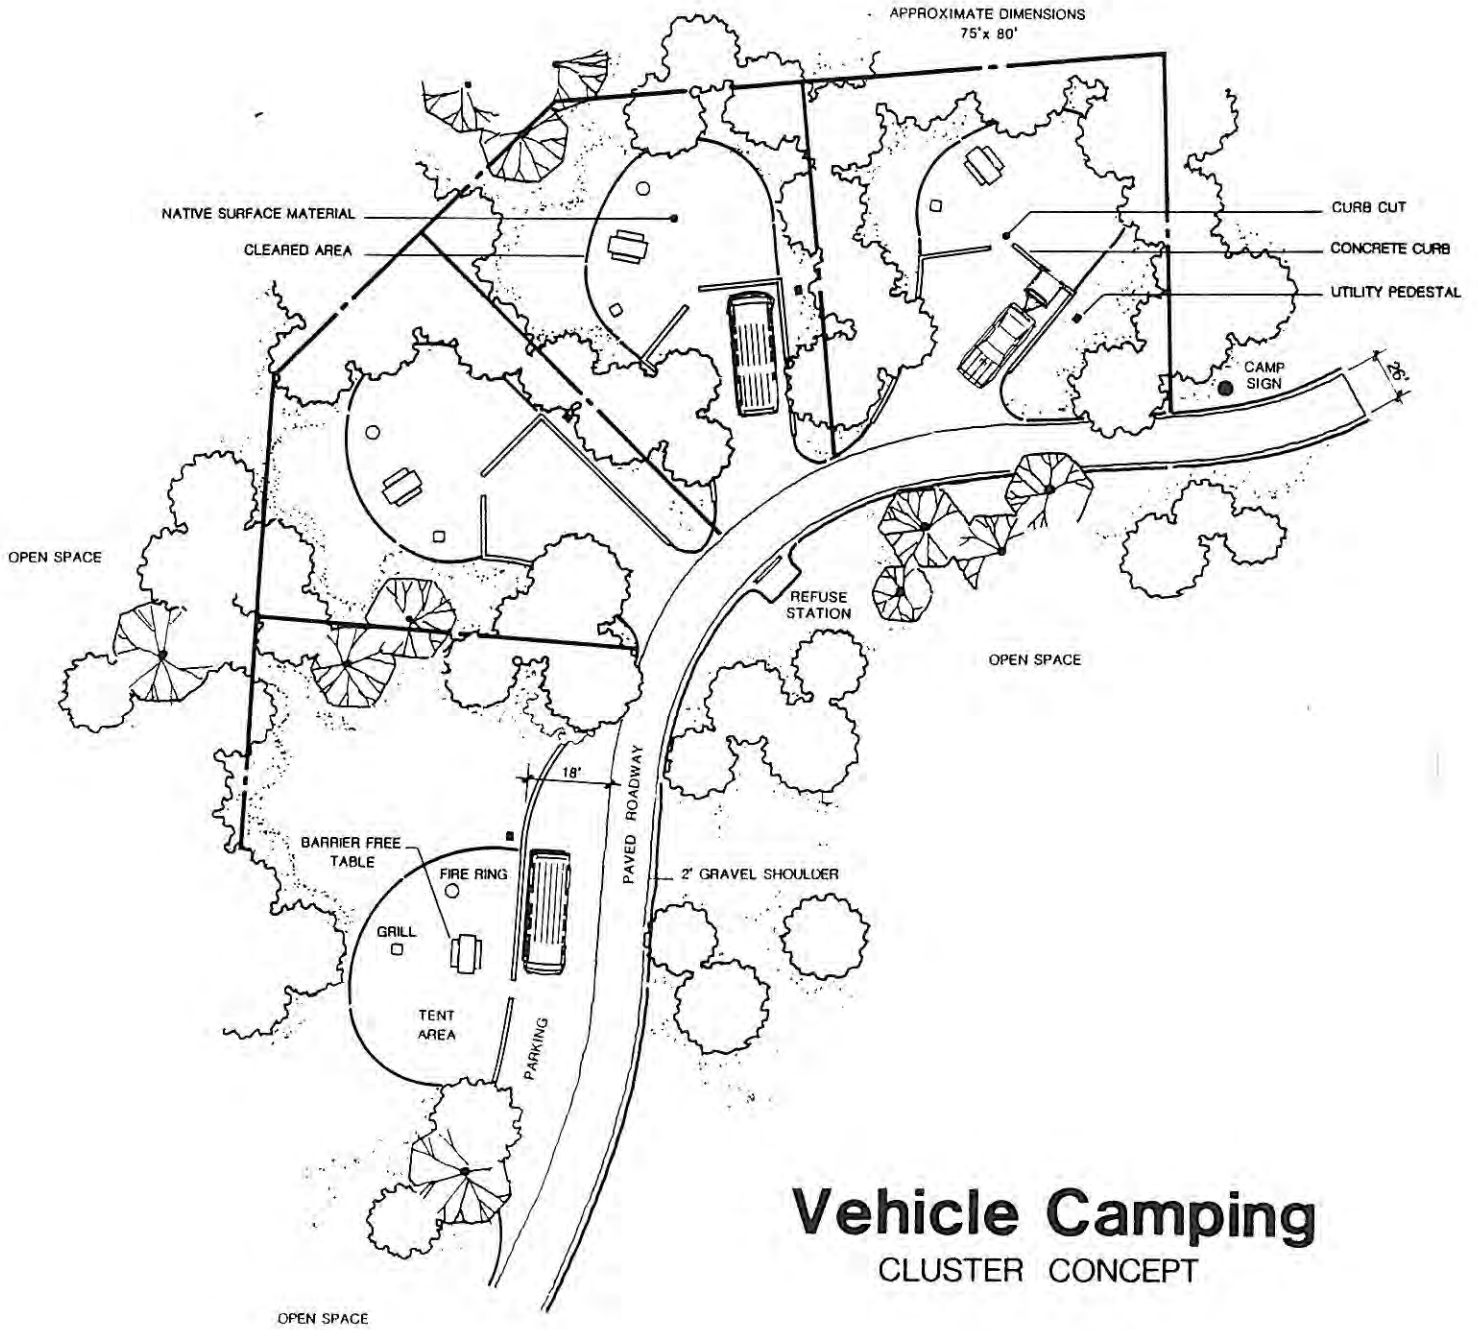 APPROXIMATE DIMENSIONS
75'x 80'
NATIVE SURFACE MATERIAL
CLEARED AREA
CURB CUT
CONCRETE CURB
UTILITY PEDESTAL
CAMP
SIGN
26'
OPEN SPACE
REFUSE
STATION
OPEN SPACE
18'
PAVED ROADWAY
BARRIER FREE
TABLE
FIRE RING
2' GRAVEL SHOULDER
GRILL
TENT
AREA
PARKING
Vehicle Camping
CLUSTER CONCEPT
OPEN SPACE